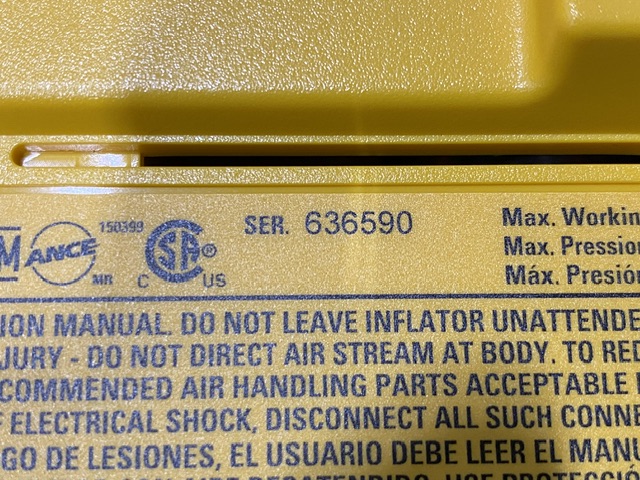 M ANCE 150399 MR CSA® C US SER. 636590 Max. Workin
Max. Pression
Máx. Presión
ION MANUAL. DO NOT LEAVE INFLATOR UNATTENDE
JURY - DO NOT DIRECT AIR STREAM AT BODY. TO RED
COMMENDED AIR HANDLING PARTS ACCEPTABLE
F ELECTRICAL SHOCK, DISCONNECT ALL SUCH CONNE
GO DE LESIONES, EL USUARIO DEBE LEER EL MANU